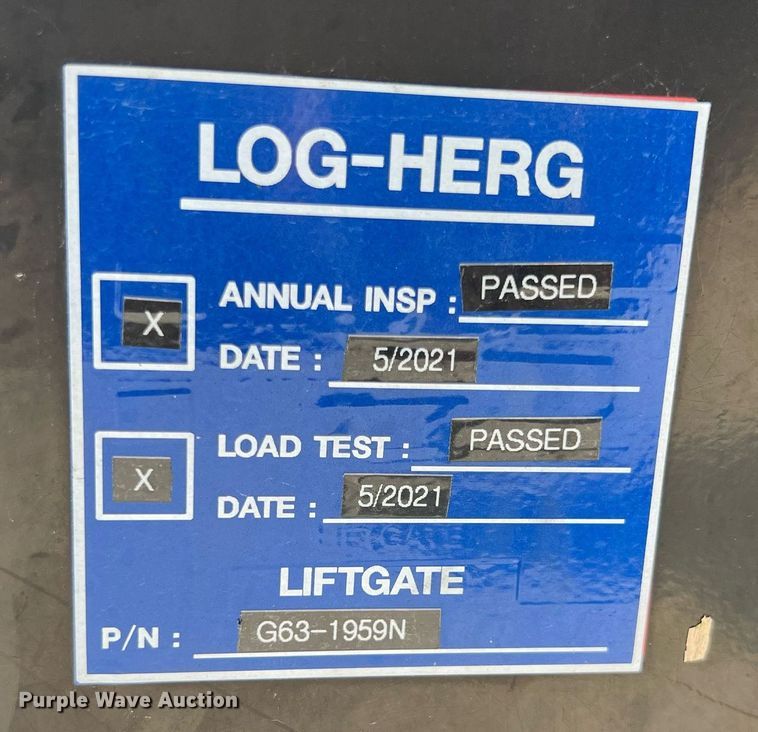 LOG-HERG
X ANNUAL INSP : PASSED
DATE : 5/2021
X LOAD TEST : PASSED
DATE : 5/2021
LIFTGATE
LIFTGATE
P/N : G63-1959N
Purple Wave Auction